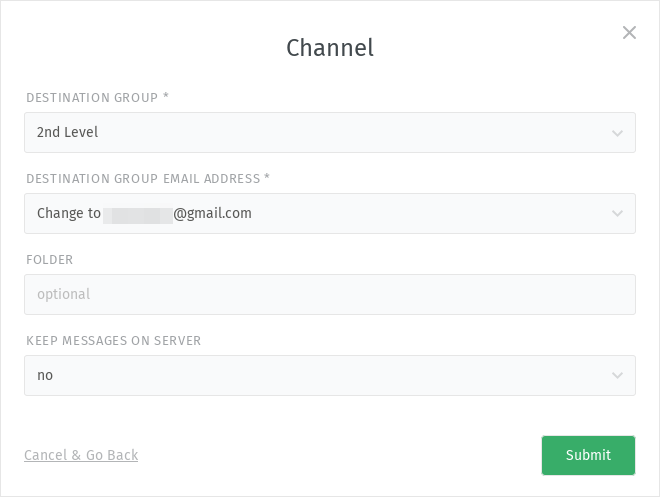 Channel
DESTINATION GROUP *
2nd Level
DESTINATION GROUP EMAIL ADDRESS *
Change to @gmail.com
FOLDER
optional
KEEP MESSAGES ON SERVER
no
Cancel & Go Back
Submit